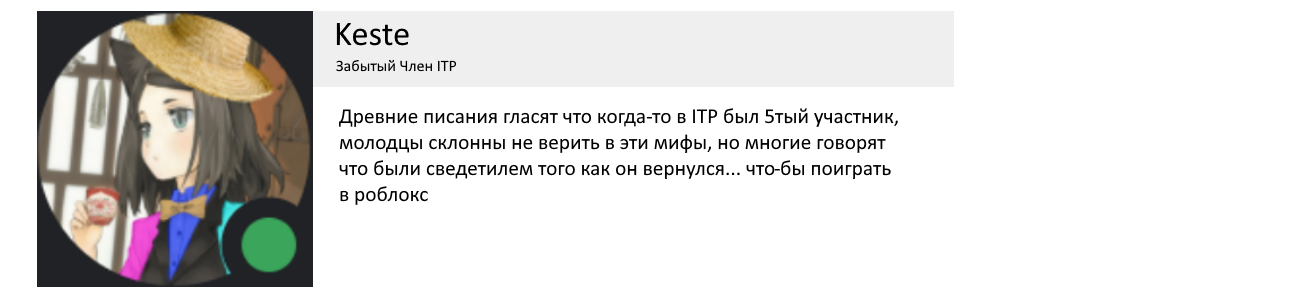 Keste
Забытый Член ITP
Древние писания гласят что когда-то в ITP был 5тый участник,
молодцы склонны не верить в эти мифы, но многие говорят
что были сведетилем того как он вернулся... что-бы поиграть
в роблокс